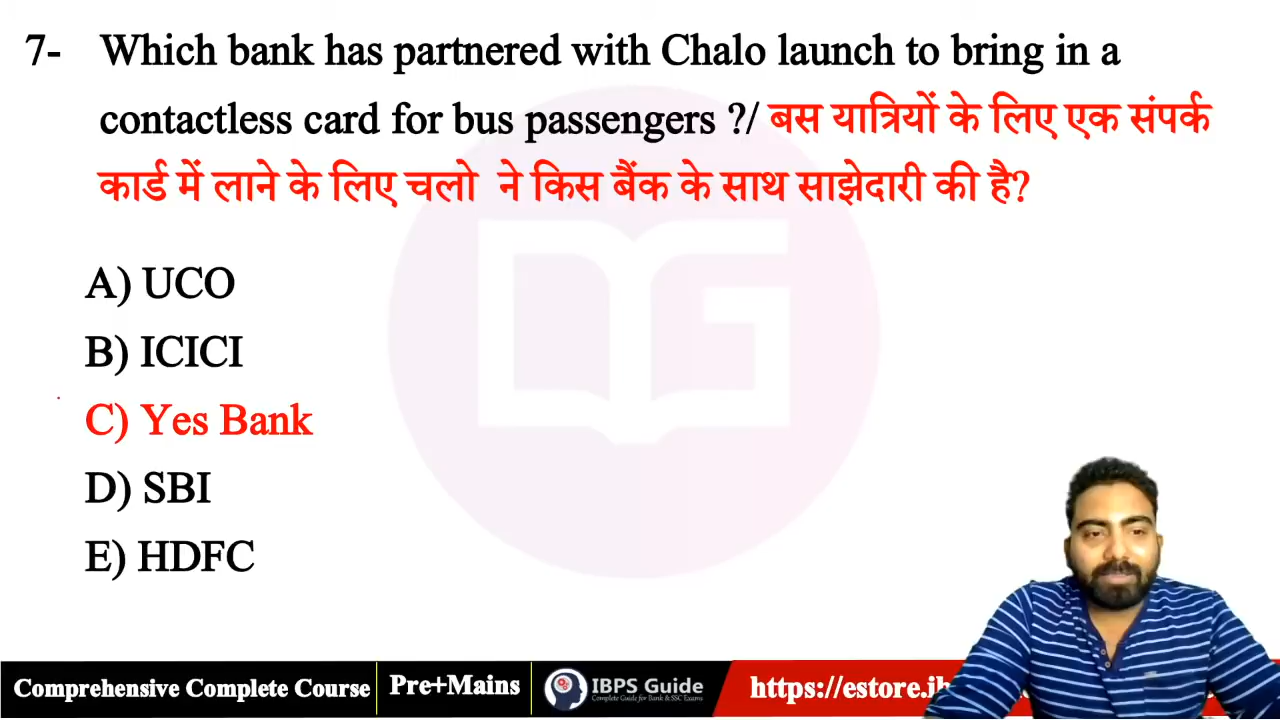 7- Which bank has partnered with Chalo launch to bring in a
contactless card for bus passengers ?/ बस यात्रियों के लिए एक संपर्क
कार्ड में लाने के लिए चलो ने किस बैंक के साथ साझेदारी की है?
A) UCO
B) ICICI
C) Yes Bank
D) SBI
E) HDFC
Comprehensive Complete Course
Pre+Mains
IBPS Guide
Complete Guide for Bank & SSC Exams
https://estore.ib